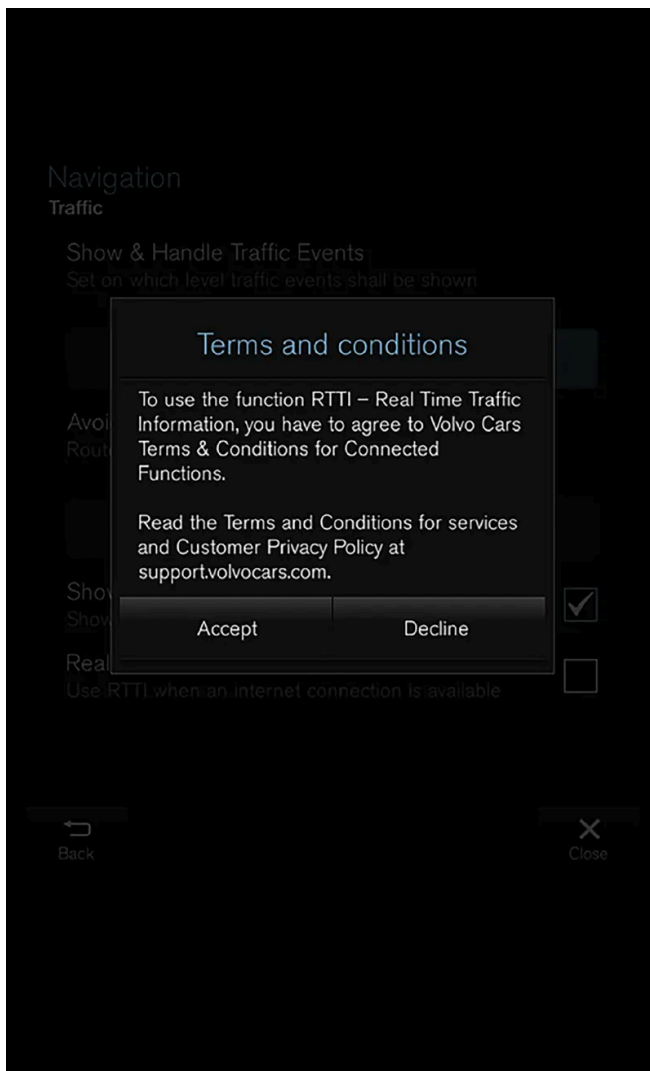 Navigation
Traffic
Show & Handle Traffic Events
Set on which level traffic events shall be shown
Terms and conditions
To use the function RTTI – Real Time Traffic
Information, you have to agree to Volvo Cars
Terms & Conditions for Connected
Functions.
Read the Terms and Conditions for services
and Customer Privacy Policy at
support.volvocars.com.
Accept
Decline
Use RTTI when an internet connection is available
Back
Close